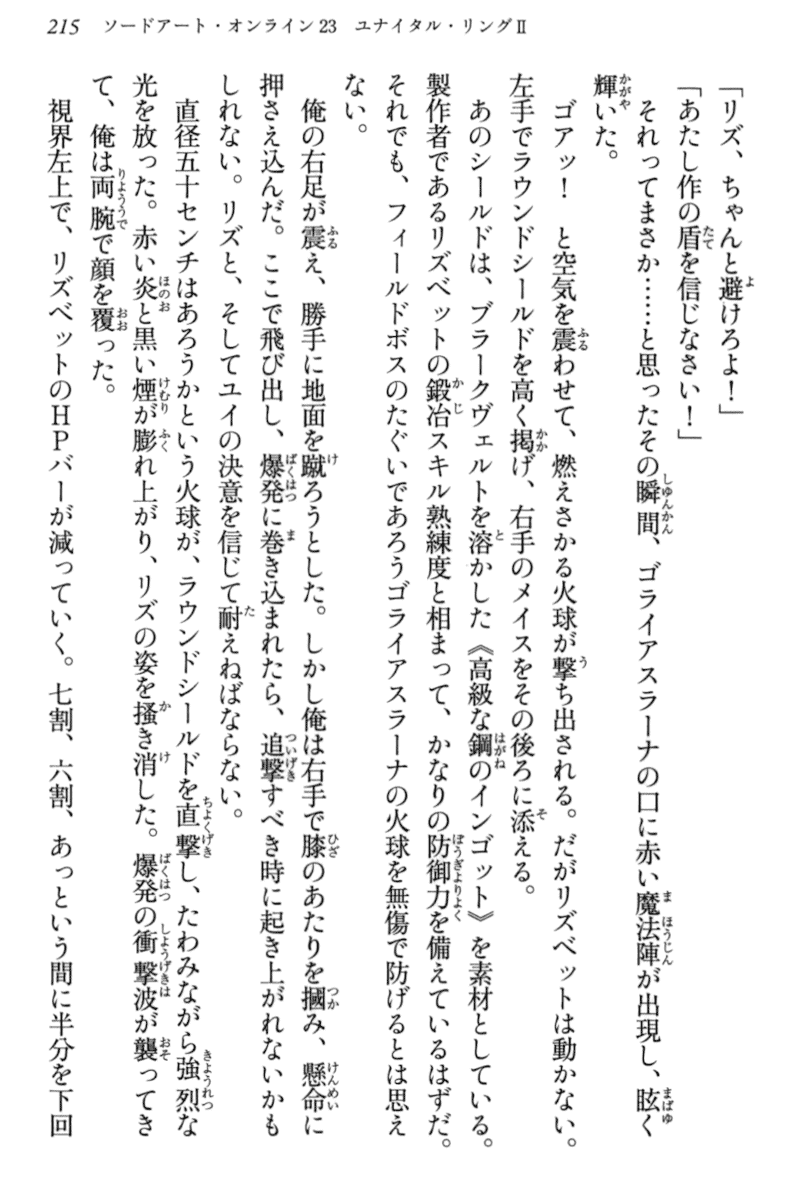 215 ソードアート・オンライン23 ユナイタル・リングⅡ
「リズ、ちゃんと避けろよ！」
「あたし作の盾を信じなさい！」
　それってまさか……と思ったその瞬間、ゴライアスラーナの口に赤い魔法陣が出現し、眩く
輝いた。
　ゴアッ！　と空気を震わせて、燃えさかる火球が撃ち出される。だがリズベットは動かない。
左手でラウンドシールドを高く掲げ、右手のメイスをその後ろに添える。
　あのシールドは、ブラークヴェルトを溶かした《高級な鋼のインゴット》を素材としている。
製作者であるリズベットの鍛冶スキル熟練度と相まって、かなりの防御力を備えているはずだ。
それでも、フィールドボスのたぐいであろうゴライアスラーナの火球を無傷で防げるとは思え
ない。
　俺の右足が震え、勝手に地面を蹴ろうとした。しかし俺は右手で膝のあたりを摑み、懸命に
押さえ込んだ。ここで飛び出し、爆発に巻き込まれたら、追撃すべき時に起き上がれないかも
しれない。リズと、そしてユイの決意を信じて耐えねばならない。
　直径五十センチはあろうかという火球が、ラウンドシールドを直撃し、たわみながら強烈な
光を放った。赤い炎と黒い煙が膨れ上がり、リズの姿を搔き消した。爆発の衝撃波が襲ってき
て、俺は両腕で顔を覆った。
　視界左上で、リズベットのHPバーが減っていく。七割、六割、あっという間に半分を下回